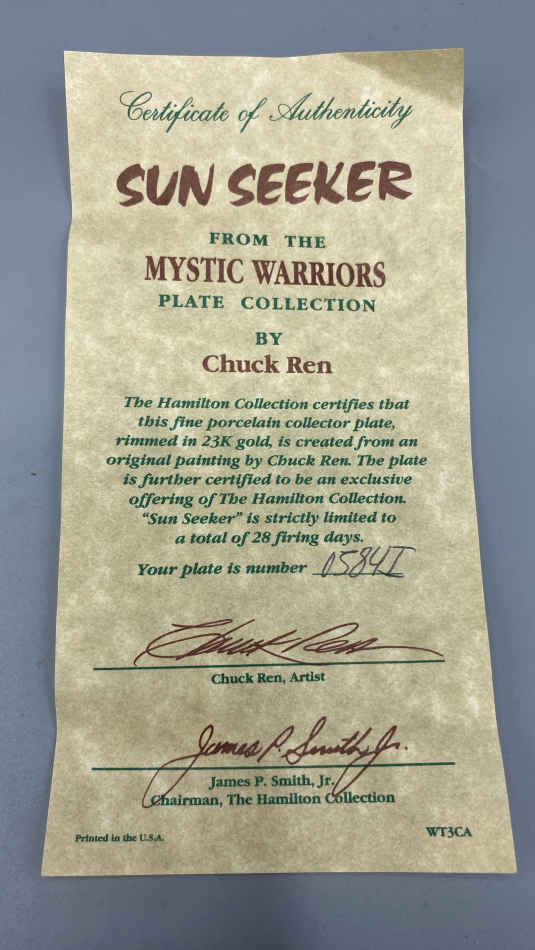 Certificate of Authenticity
SUN SEEKER
FROM THE
MYSTIC WARRIORS
PLATE COLLECTION
BY
Chuck Ren
The Hamilton Collection certifies that
this fine porcelain collector plate,
rimmed in 23K gold, is created from an
original painting by Chuck Ren. The plate
is further certified to be an exclusive
offering of The Hamilton Collection.
“Sun Seeker” is strictly limited to
a total of 28 firing days.
Your plate is number 0584I
Chuck Ren
Chuck Ren, Artist
James P. Smith, Jr.
James P. Smith, Jr.
Chairman, The Hamilton Collection
Printed in the U.S.A.
WT3CA